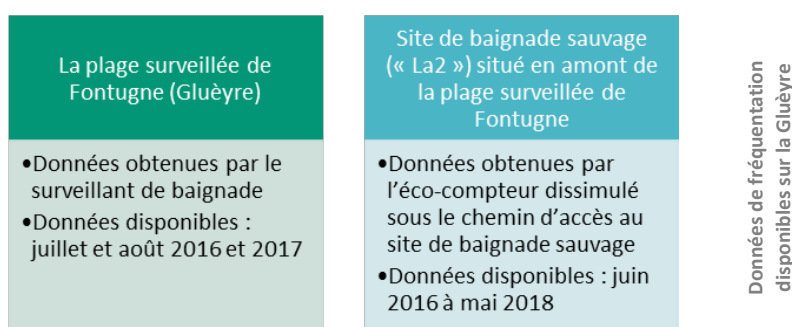 La plage surveillée de
Fontugne (Gluèyre)
•Données obtenues par le
surveillant de baignade
•Données disponibles :
juillet et août 2016 et 2017
Site de baignade sauvage
(« La2 ») situé en amont de
la plage surveillée de
Fontugne
•Données obtenues par
l’éco-compteur dissimulé
sous le chemin d’accès au
site de baignade sauvage
•Données disponibles : juin
2016 à mai 2018
Données de fréquentation
disponibles sur la Gluèyre